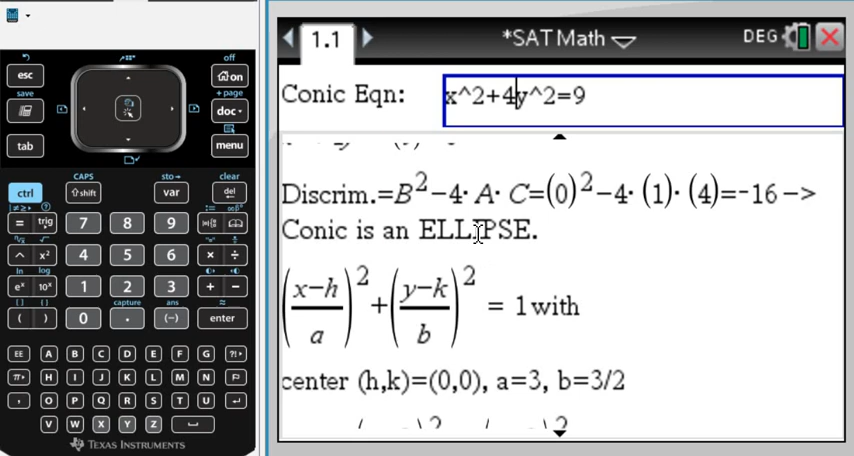 1.1
*SAT Math
DEG
Conic Eqn:
x^2+4y^2=9
Discrim.=B²−4· A· C=(0)²−4· (1)· (4)=−16 −>
Conic is an ELLIPSE.
((x−h)/a)²+((y−k)/b)² = 1 with
center (h,k)=(0,0), a=3, b=3/2
off
esc
on
save
+ page
doc
tab
menu
CAPS
sto→
clear
ctrl
⇧shift
var
del
= trig 7 8 9
^ x² 4 5 6 × ÷
ln log
eˣ 10ˣ 1 2 3 + −
[ ] { } capture ans ≈
( ) 0 . (−) enter
EE A B C D E F G ?!▸
π▸ H I J K L M N
, O P Q R S T U
V W X Y Z
TEXAS INSTRUMENTS